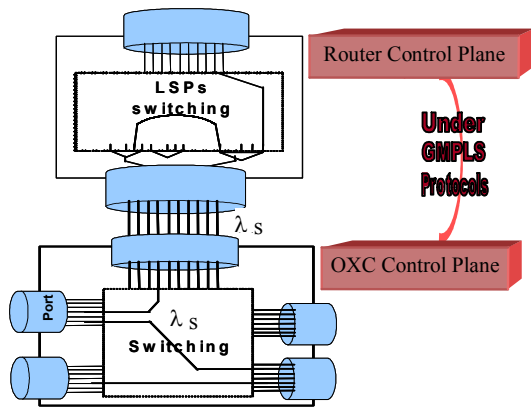 Router Control Plane
LSPs
switching
Under
GMPLS
Protocols
λ s
OXC Control Plane
Port
λ s
Switching